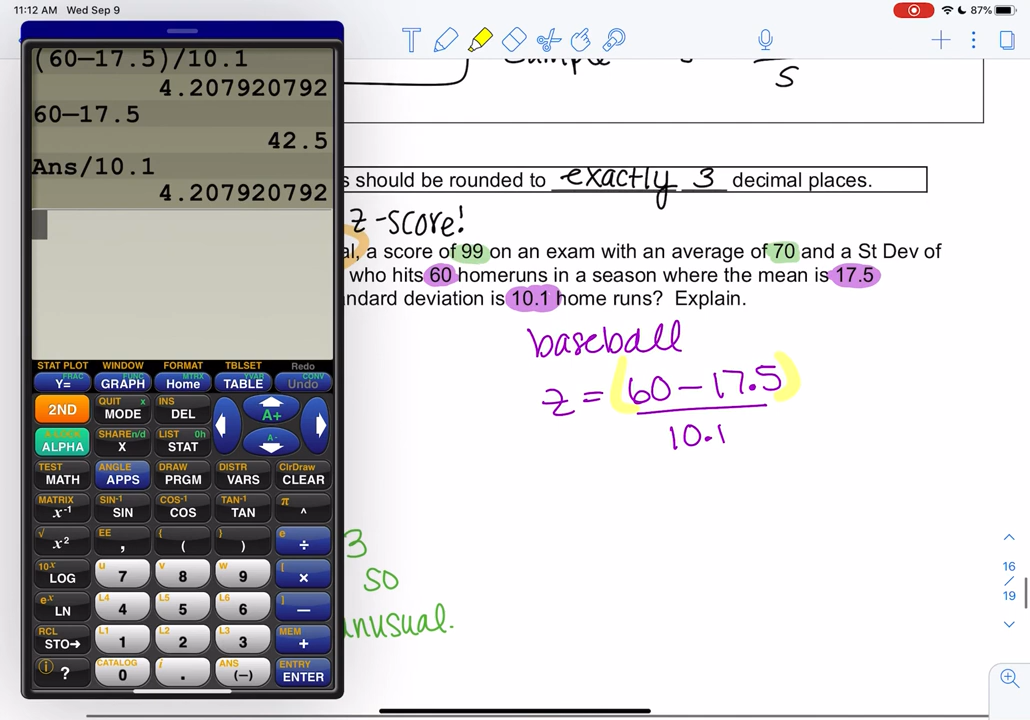 11:12 AM Wed Sep 9
87%
(60−17.5)/10.1
4.207920792
60−17.5
42.5
Ans/10.1
4.207920792
Sample
s
s should be rounded to exactly 3 decimal places.
z-score!
al, a score of 99 on an exam with an average of 70 and a St Dev of
who hits 60 homeruns in a season where the mean is 17.5
ndard deviation is 10.1 home runs? Explain.
baseball
z = (60 − 17.5)
10.1
3
so
unusual.
16
/
19
STAT PLOT WINDOW FORMAT TBLSET Redo
Y= GRAPH Home TABLE Undo
2ND QUIT MODE INS DEL A+
ALPHA SHARE n/d X LIST STAT A-
TEST ANGLE DRAW DISTR ClrDraw
MATH APPS PRGM VARS CLEAR
MATRIX SIN-1 COS-1 TAN-1 π
x-1 SIN COS TAN ^
√ EE { } e
x² , ( ) ÷
10x u v w [
LOG 7 8 9 ×
ex L4 L5 L6 ]
LN 4 5 6 −
RCL L1 L2 L3 MEM
STO→ 1 2 3 +
CATALOG i ANS ENTRY
? 0 . (−) ENTER